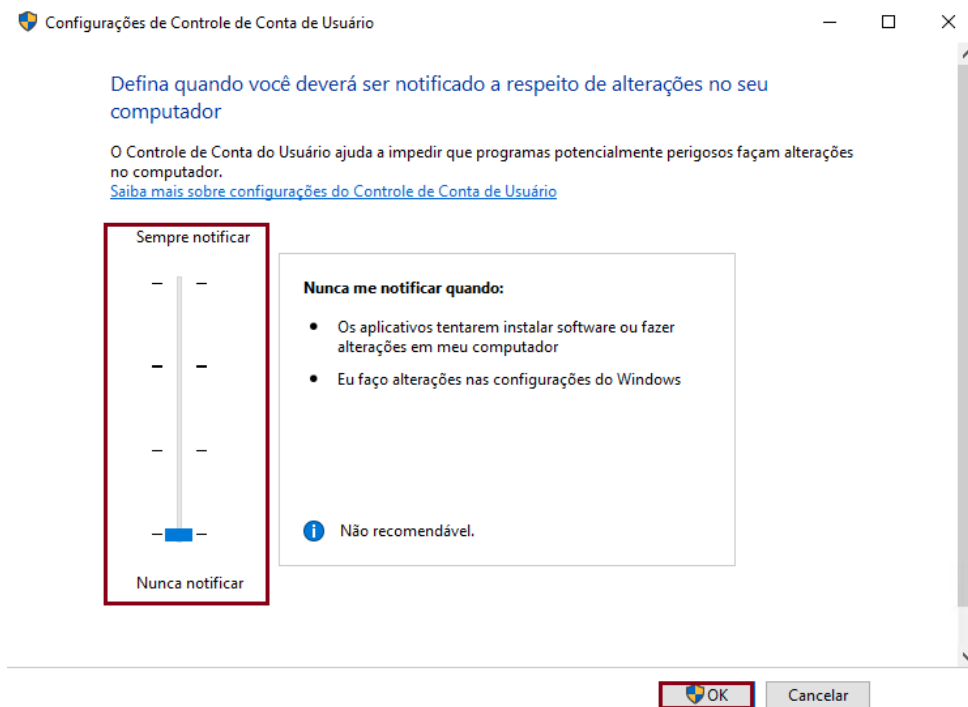 Configurações de Controle de Conta de Usuário
Defina quando você deverá ser notificado a respeito de alterações no seu
computador
O Controle de Conta do Usuário ajuda a impedir que programas potencialmente perigosos façam alterações
no computador.
Saiba mais sobre configurações do Controle de Conta de Usuário
Sempre notificar
Nunca me notificar quando:
Os aplicativos tentarem instalar software ou fazer
alterações em meu computador
Eu faço alterações nas configurações do Windows
Não recomendável.
Nunca notificar
OK
Cancelar